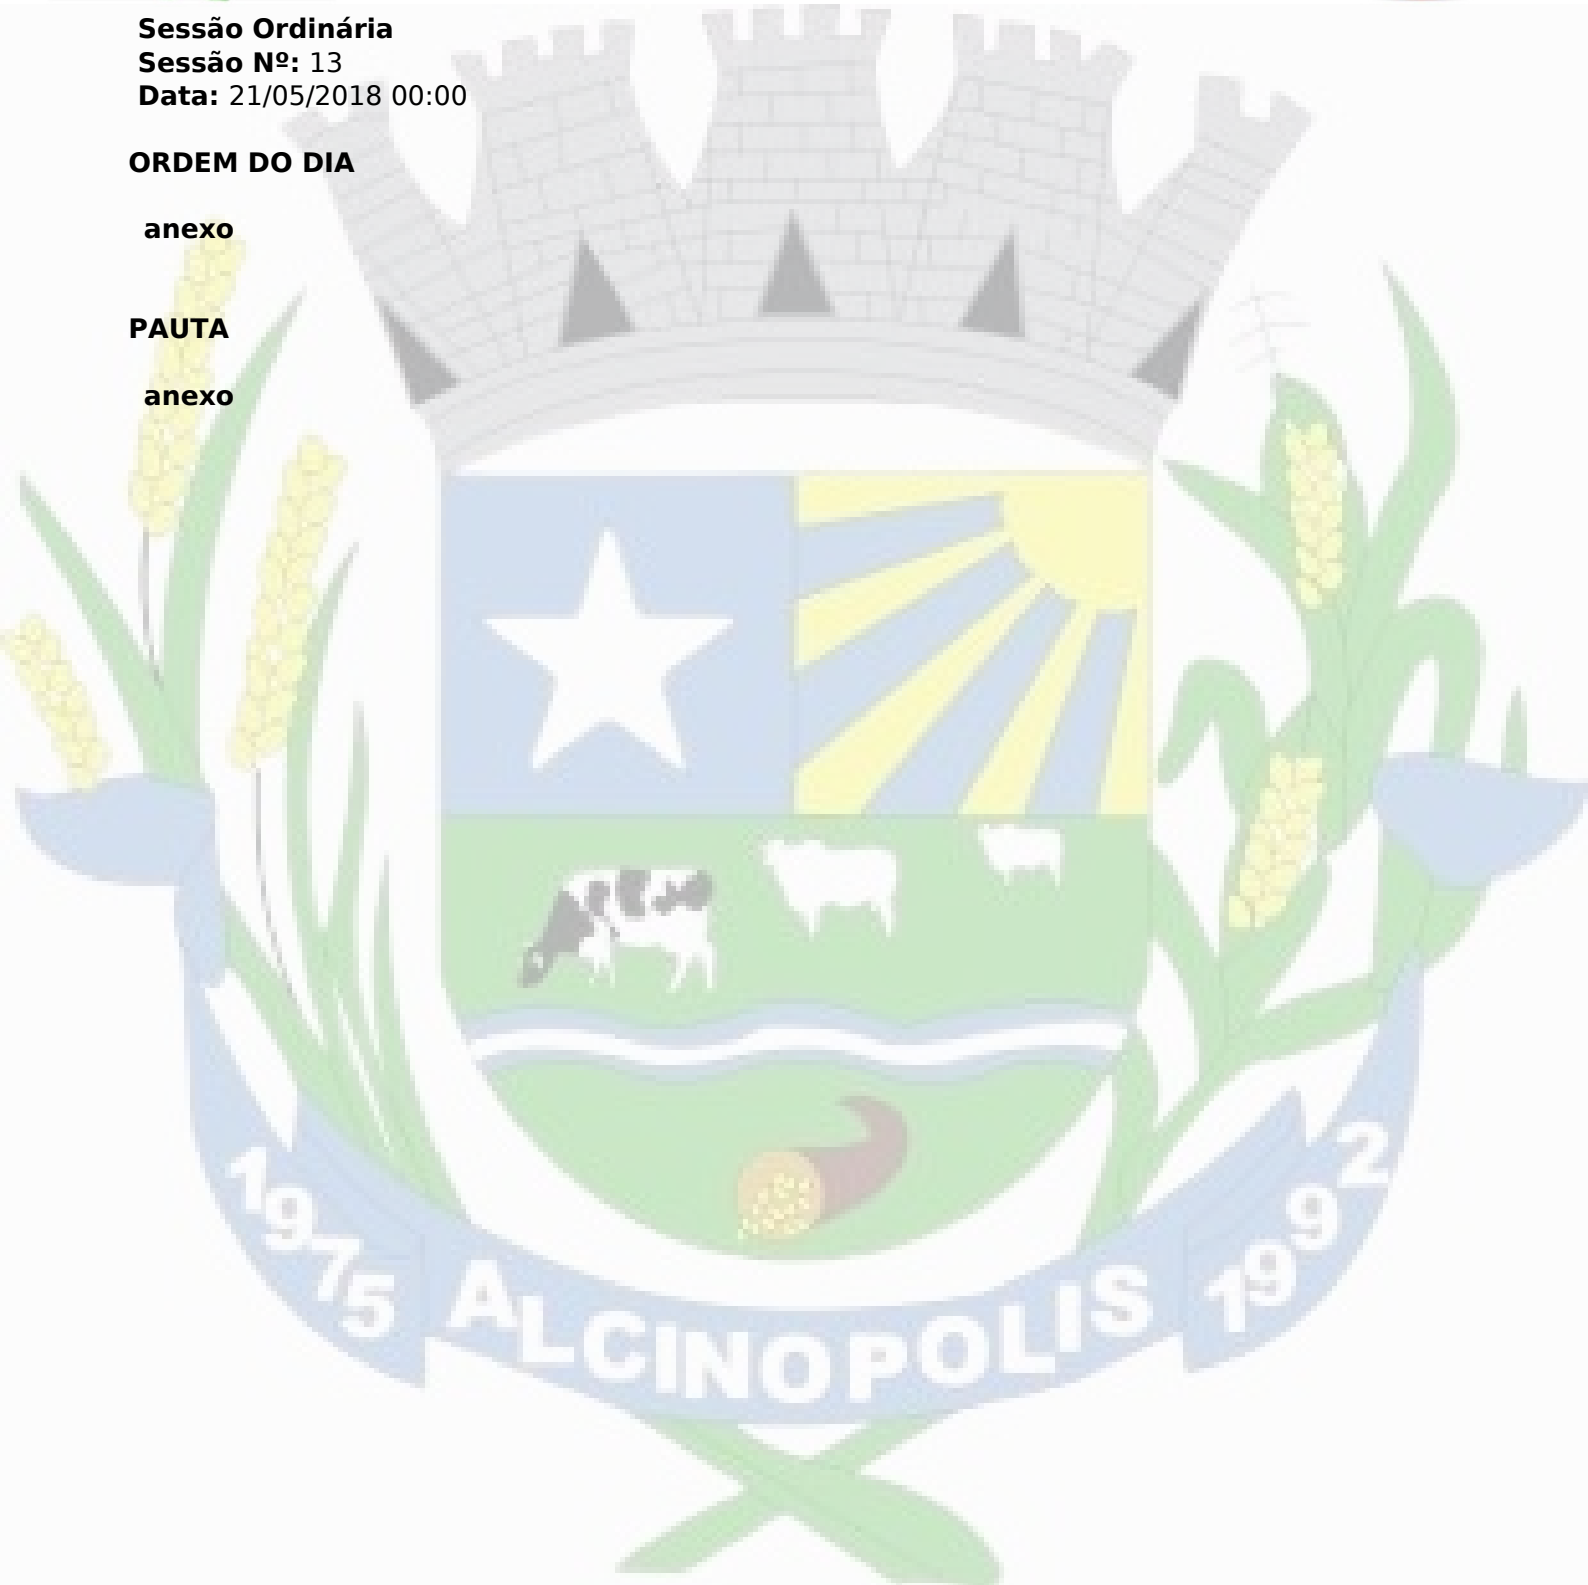 Sessão Ordinária
Sessão Nº: 13
Data: 21/05/2018 00:00
ORDEM DO DIA
anexo
PAUTA
anexo
1975 ALCINOPOLIS 1992